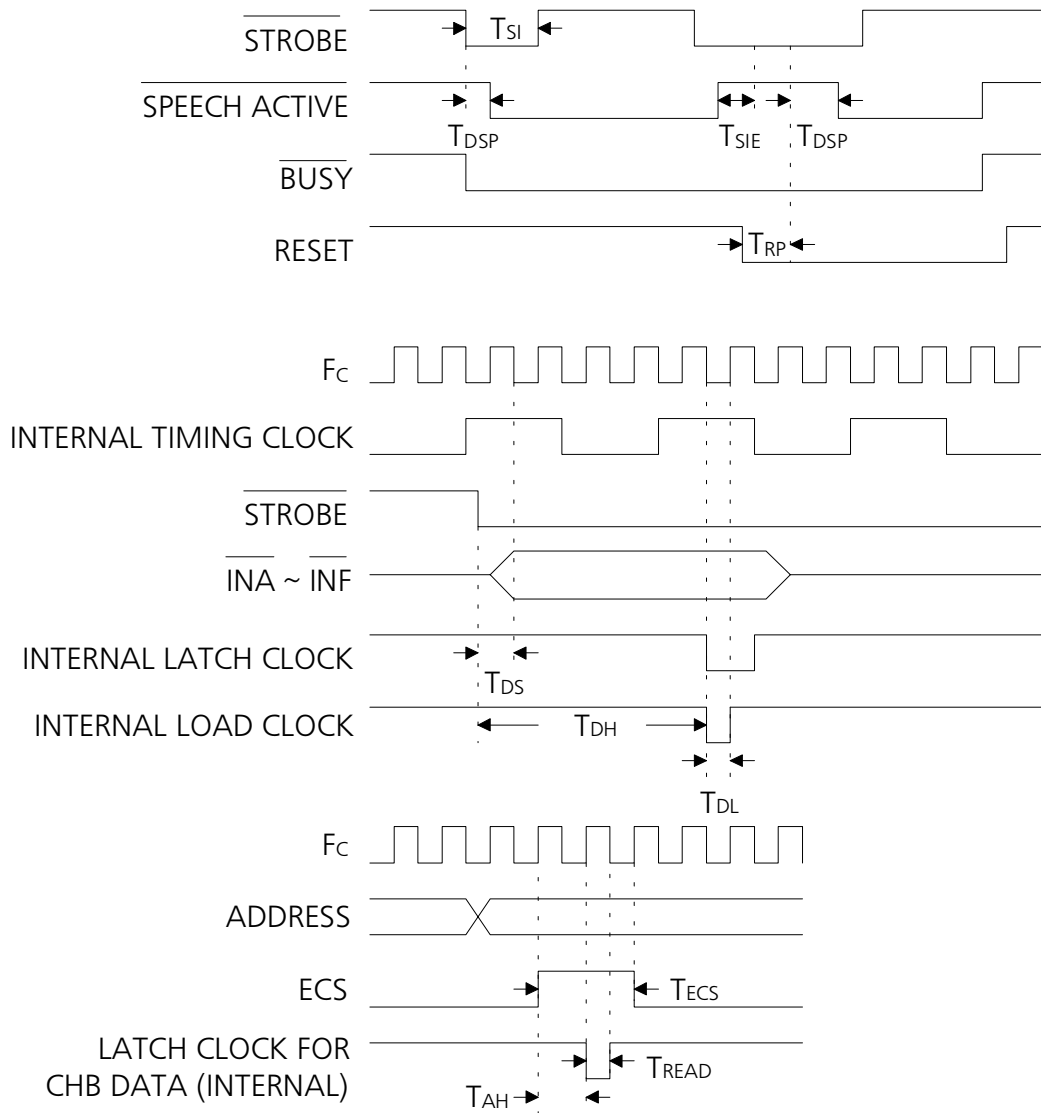 STROBE
TSI
SPEECH ACTIVE
TDSP
TSIE
TDSP
BUSY
RESET
TRP
FC
INTERNAL TIMING CLOCK
STROBE
INA ~ INF
INTERNAL LATCH CLOCK
TDS
INTERNAL LOAD CLOCK
TDH
TDL
FC
ADDRESS
ECS
TECS
LATCH CLOCK FOR
CHB DATA (INTERNAL)
TREAD
TAH